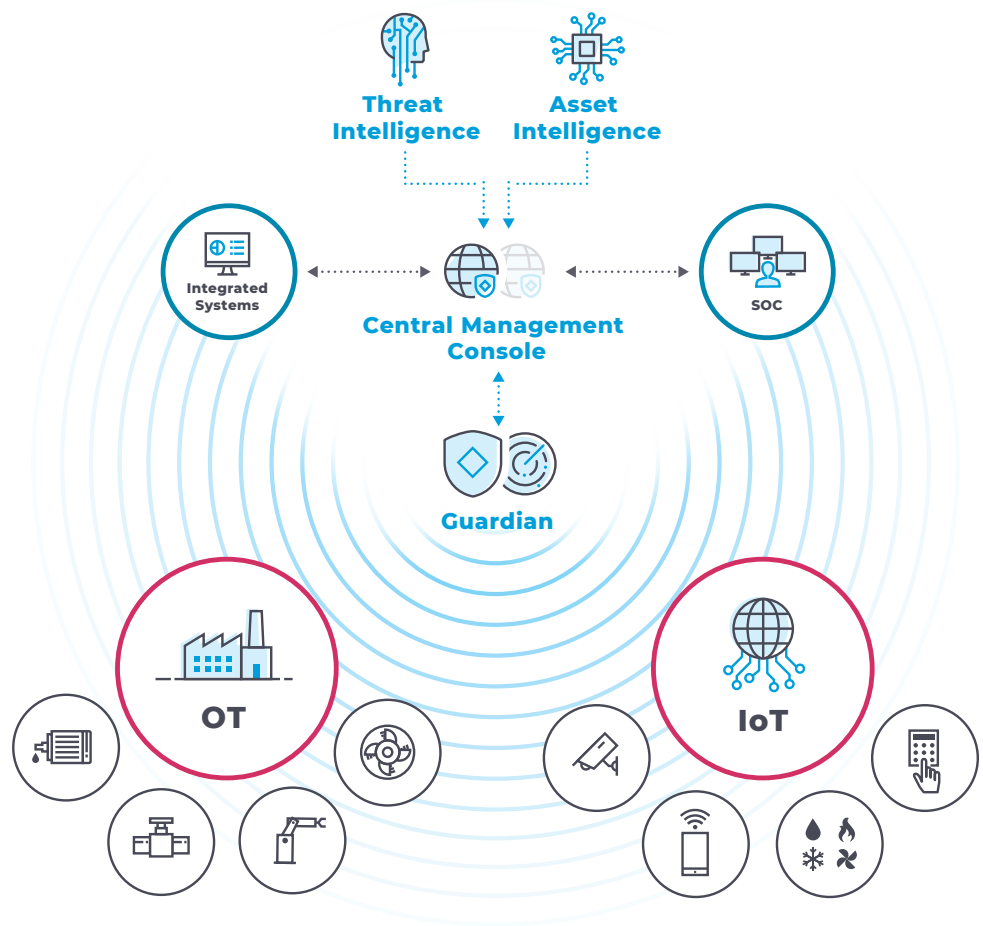 Threat
Intelligence
Asset
Intelligence
Integrated
Systems
SOC
Central Management
Console
Guardian
OT
IoT